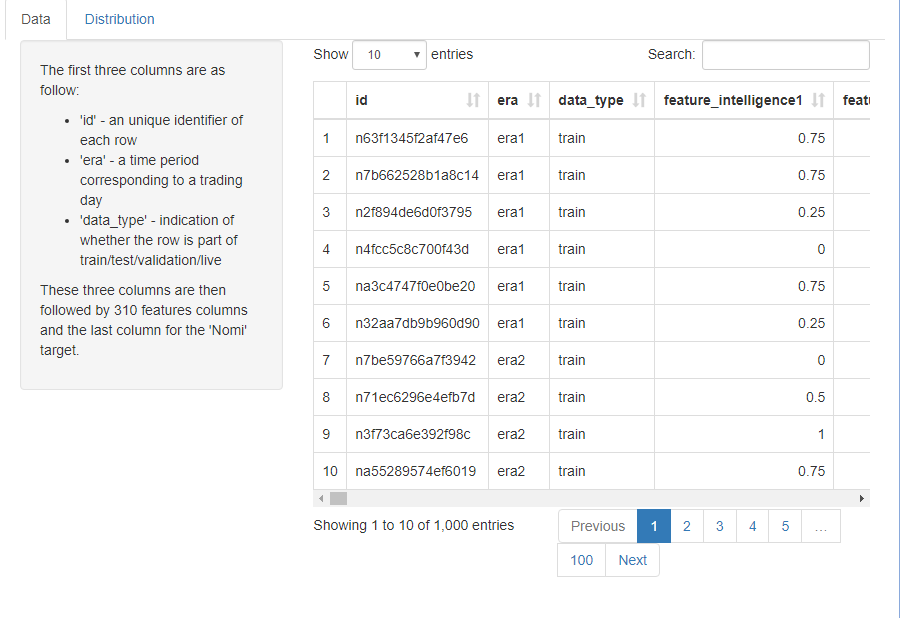 Data Distribution
The first three columns are as
follow:
• 'id' - an unique identifier of
each row
• 'era' - a time period
corresponding to a trading
day
• 'data_type' - indication of
whether the row is part of
train/test/validation/live
These three columns are then
followed by 310 features columns
and the last column for the 'Nomi'
target.
Show 10 entries Search:
id era data_type feature_intelligence1 featu
1 n63f1345f2af47e6 era1 train 0.75
2 n7b662528b1a8c14 era1 train 0.75
3 n2f894de6d0f3795 era1 train 0.25
4 n4fcc5c8c700f43d era1 train 0
5 na3c4747f0e0be20 era1 train 0.75
6 n32aa7db9b960d90 era1 train 0.25
7 n7be59766a7f3942 era2 train 0
8 n71ec6296e4efb7d era2 train 0.5
9 n3f73ca6e392f98c era2 train 1
10 na55289574ef6019 era2 train 0.75
Showing 1 to 10 of 1,000 entries Previous 1 2 3 4 5 …
100 Next